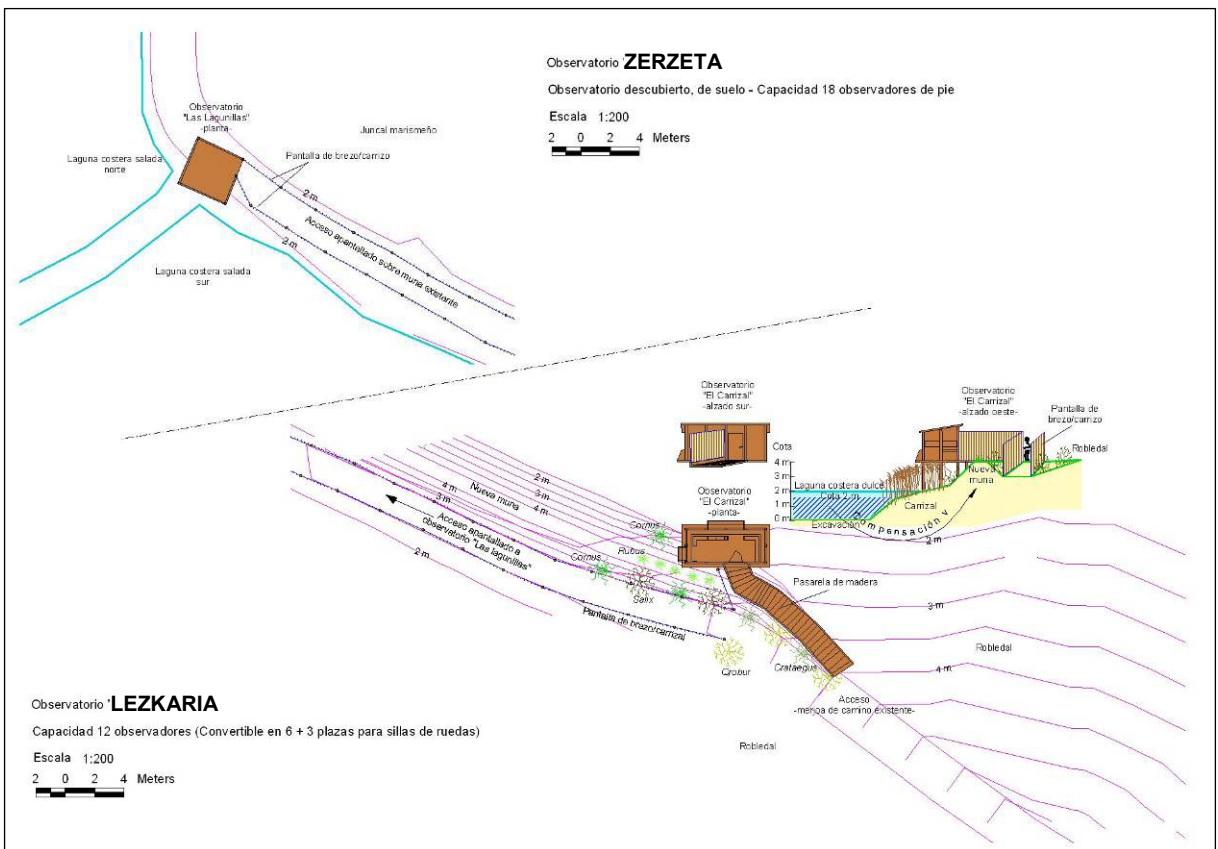 Observatorio 'ZERZETA
Observatorio descubierto, de suelo - Capacidad 18 observadores de pie
Escala 1:200
2 0 2 4 Meters
Observatorio
"Las Lagunillas"
-planta-
Juncal marismeño
Pantalla de brezo/carrizo
Laguna costera salada
norte
2 m
Acceso apantallado sobre muna existente
2 m
Laguna costera salada
sur
Observatorio
"El Carrizal"
-alzado sur-
Observatorio
"El Carrizal"
-alzado oeste-
Pantalla de
brezo/carrizo
Robledal
Cota
4 m
3 m
2 m
1 m
0 m
Laguna costera dulce
Cota 2 m
Nueva
muna
Carrizal
Excavación
Compensación v
Observatorio
"El Carrizal"
-planta-
2 m
3 m
4 m
Nueva muna
4 m
3 m
Acceso apantallado a
observatorio "Las lagunillas"
2 m
Cornus
Cornus
Rubus
Salix
Pantalla de brezo/carrizal
Q.robur
Crataegus
Pasarela de madera
2 m
3 m
4 m
Robledal
Acceso
-mejora de camino existente-
Robledal
Observatorio 'LEZKARIA
Capacidad 12 observadores (Convertible en 6 + 3 plazas para sillas de ruedas)
Escala 1:200
2 0 2 4 Meters